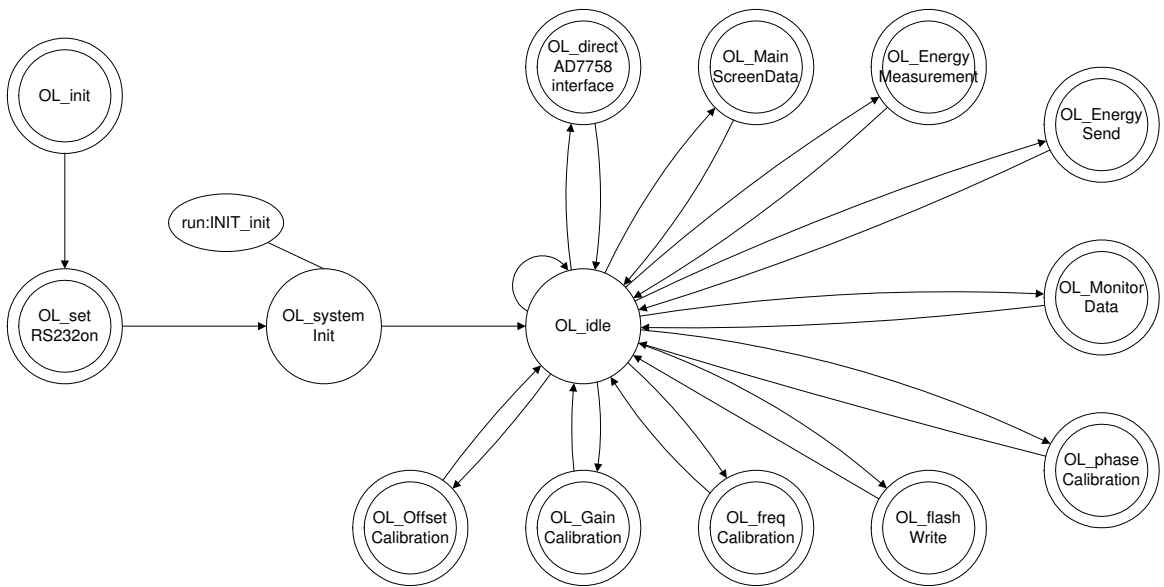 OL_init
OL_direct
AD7758
interface
OL_Main
ScreenData
OL_Energy
Measurement
OL_Energy
Send
run:INIT_init
OL_set
RS232on
OL_system
Init
OL_idle
OL_Monitor
Data
OL_Offset
Calibration
OL_Gain
Calibration
OL_freq
Calibration
OL_flash
Write
OL_phase
Calibration